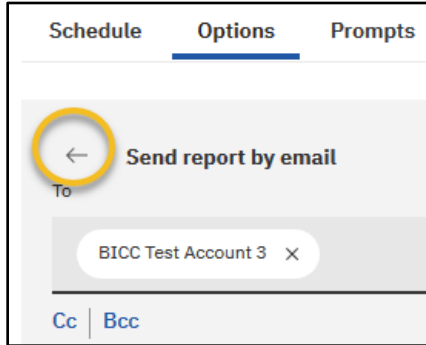 Schedule Options Prompts
Send report by email
To
BICC Test Account 3
Cc Bcc